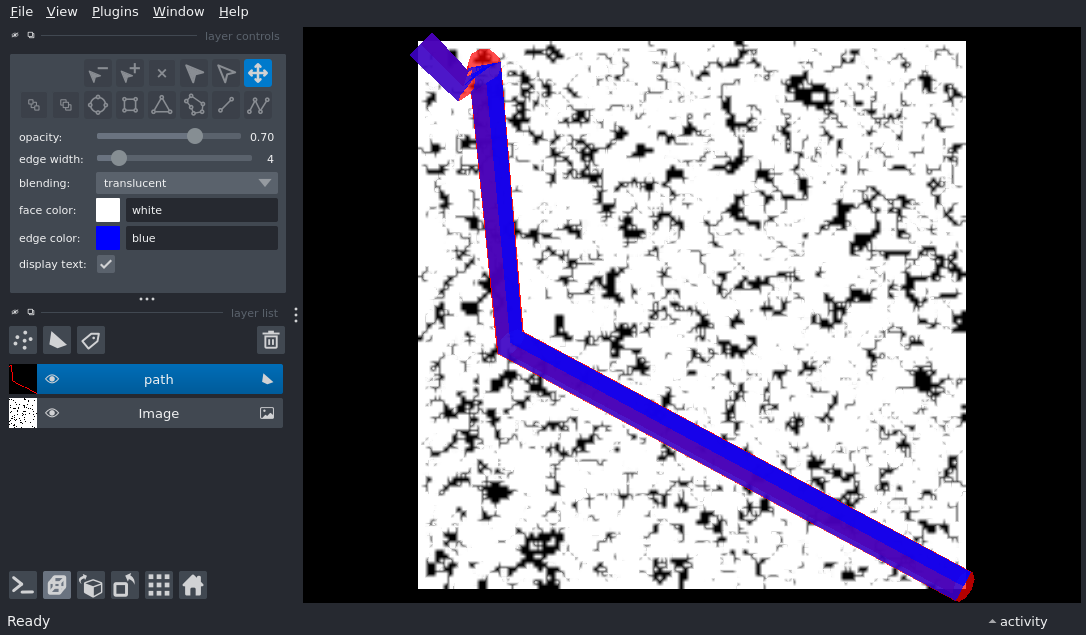 File View Plugins Window Help
layer controls
opacity: 0.70
edge width: 4
blending: translucent
face color: white
edge color: blue
display text:
layer list
path
Image
Ready
activity